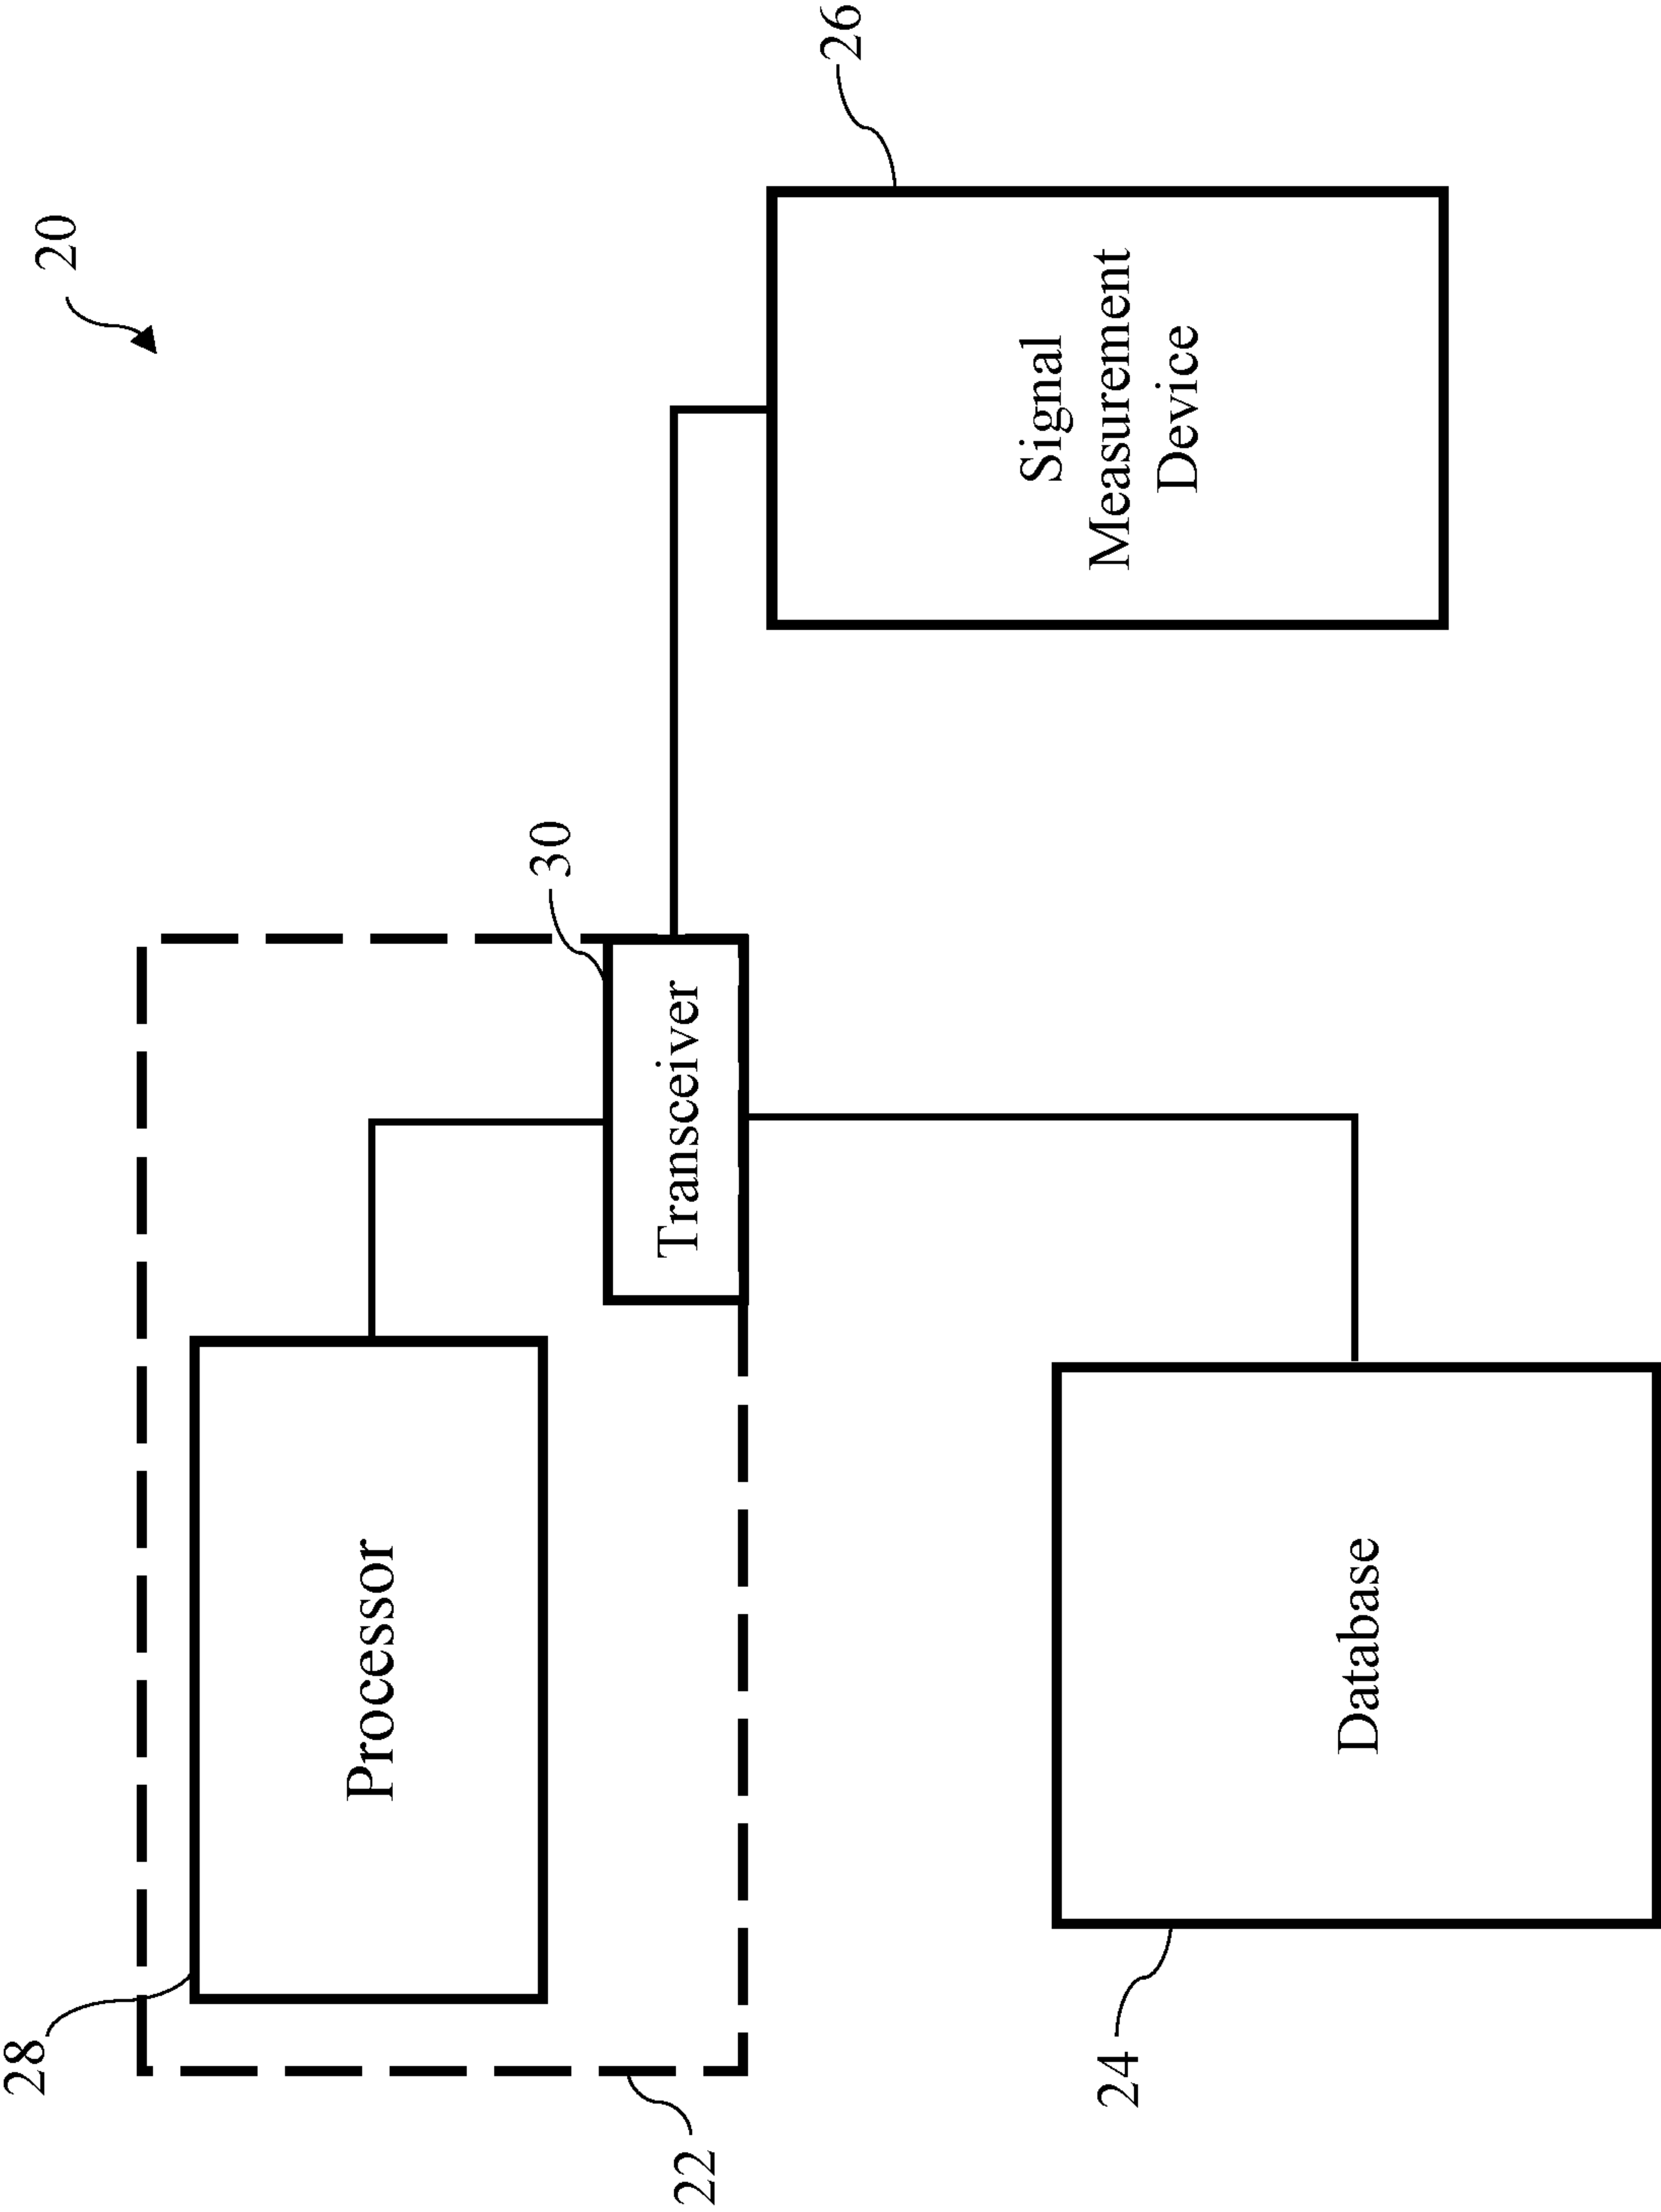 20
28
Processor
30
Transceiver
22
26
Signal
Measurement
Device
24
Database